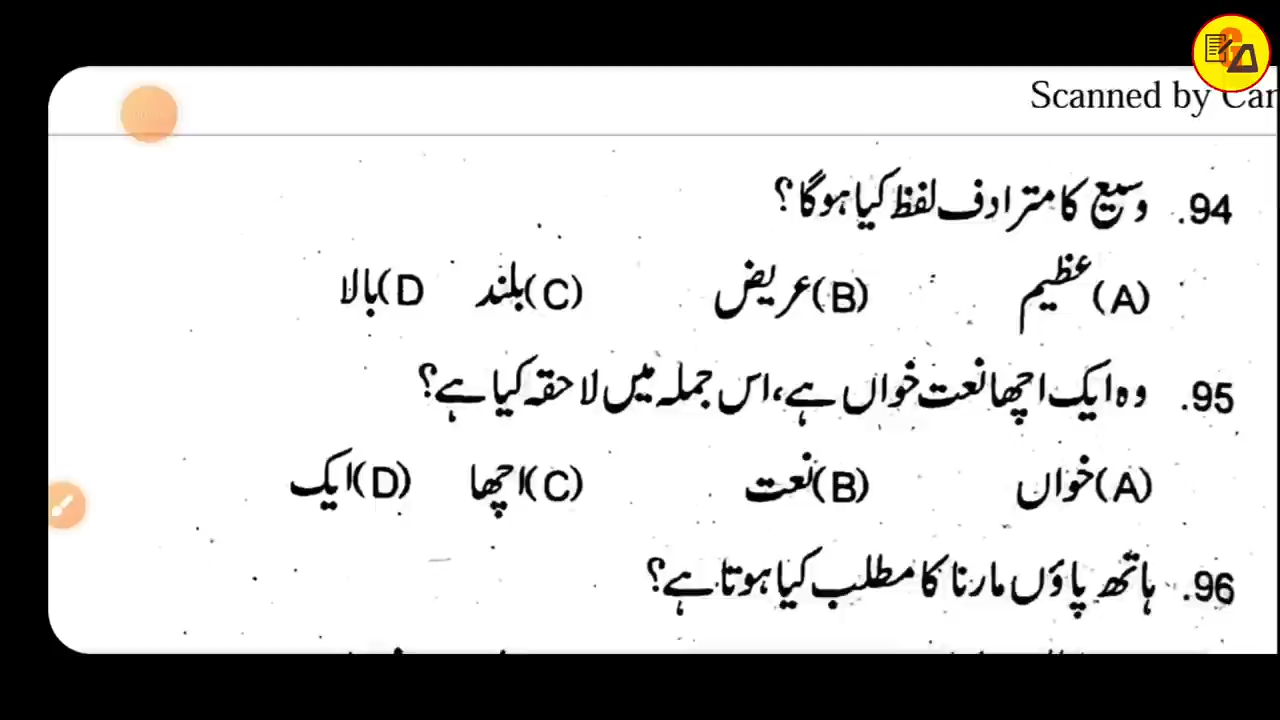 Scanned by Car
94. وسیع کا مترادف لفظ کیا ہوگا؟
(A) عظیم (B) عریض (C) بلند D) بالا
95. وہ ایک اچھا نعت خواں ہے، اس جملہ میں لاحقہ کیا ہے؟
(A) خواں (B) نعت (C) اچھا (D) ایک
96. ہاتھ پاؤں مارنا کا مطلب کیا ہوتا ہے؟